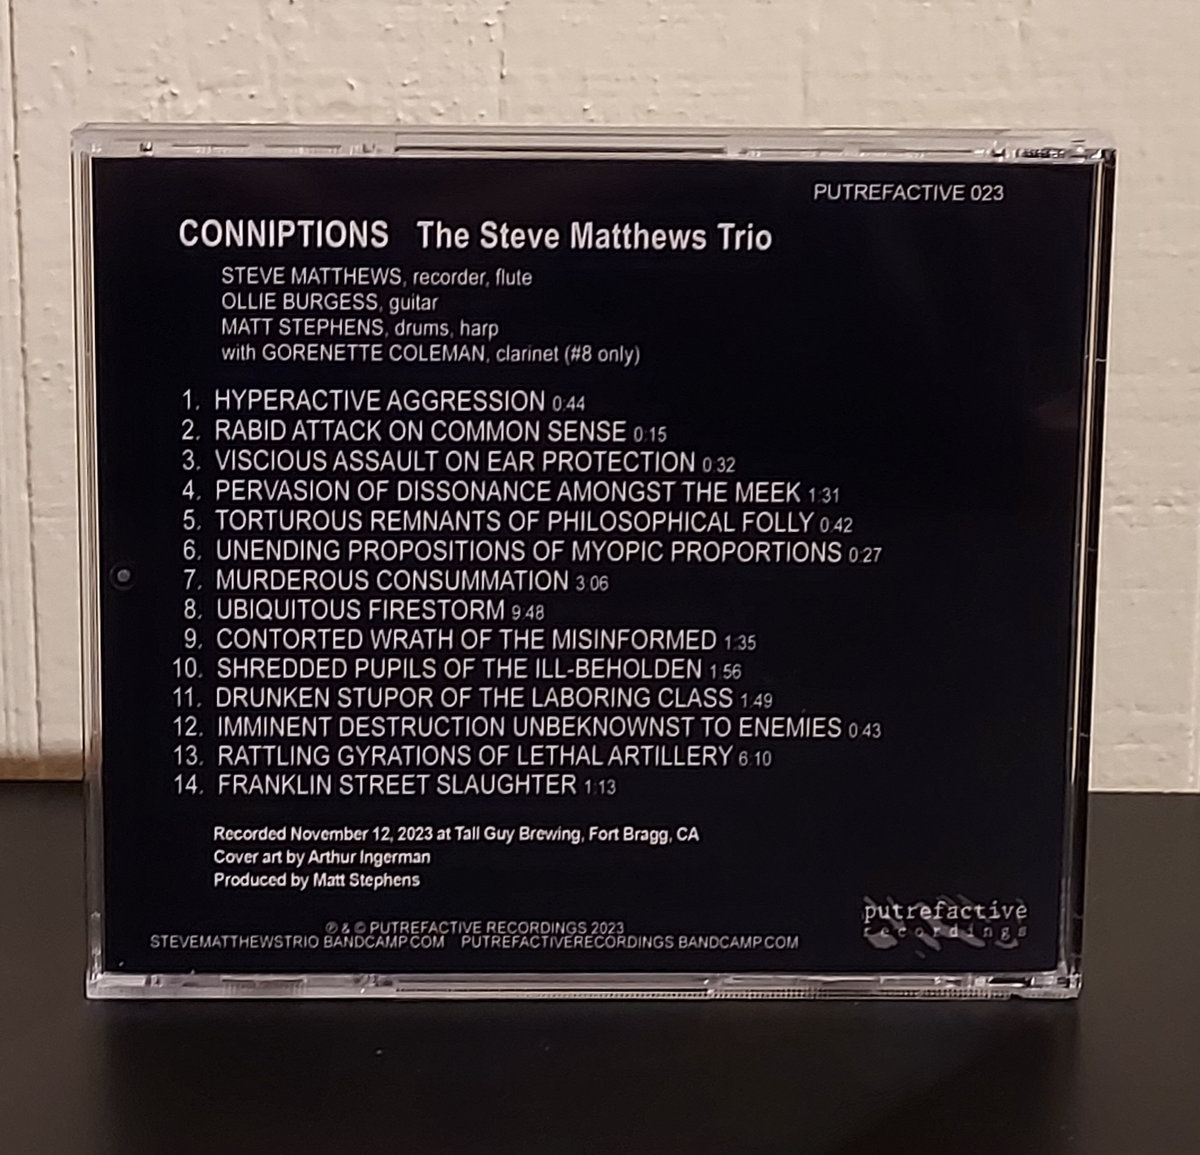 PUTREFACTIVE 023
CONNIPTIONS The Steve Matthews Trio
STEVE MATTHEWS, recorder, flute
OLLIE BURGESS, guitar
MATT STEPHENS, drums, harp
with GORENETTE COLEMAN, clarinet (#8 only)
1. HYPERACTIVE AGGRESSION 0:44
2. RABID ATTACK ON COMMON SENSE 0:15
3. VISCIOUS ASSAULT ON EAR PROTECTION 0:32
4. PERVASION OF DISSONANCE AMONGST THE MEEK 1:31
5. TORTUROUS REMNANTS OF PHILOSOPHICAL FOLLY 0:42
6. UNENDING PROPOSITIONS OF MYOPIC PROPORTIONS 0:27
7. MURDEROUS CONSUMMATION 3:06
8. UBIQUITOUS FIRESTORM 9:48
9. CONTORTED WRATH OF THE MISINFORMED 1:35
10. SHREDDED PUPILS OF THE ILL-BEHOLDEN 1:56
11. DRUNKEN STUPOR OF THE LABORING CLASS 1:49
12. IMMINENT DESTRUCTION UNBEKNOWNST TO ENEMIES 0:43
13. RATTLING GYRATIONS OF LETHAL ARTILLERY 6:10
14. FRANKLIN STREET SLAUGHTER 1:13
Recorded November 12, 2023 at Tall Guy Brewing, Fort Bragg, CA
Cover art by Arthur Ingerman
Produced by Matt Stephens
℗ & © PUTREFACTIVE RECORDINGS 2023
STEVEMATTHEWSTRIO.BANDCAMP.COM PUTREFACTIVERECORDINGS.BANDCAMP.COM
putrefactive
recordings